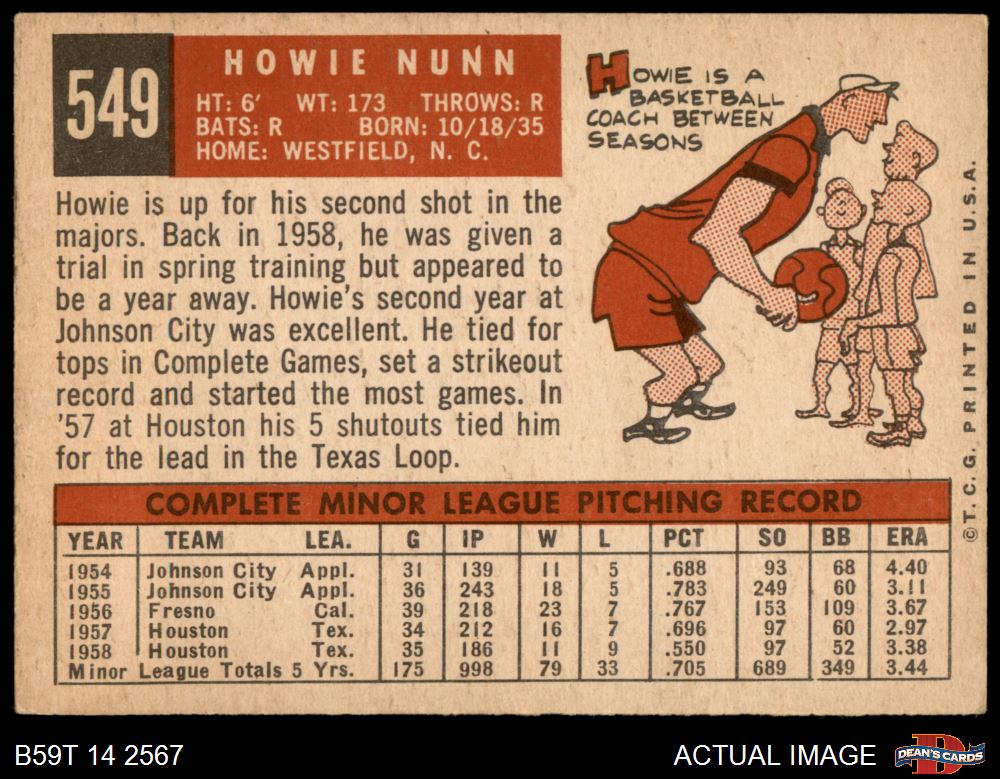 549
HOWIE NUNN
HT: 6' WT: 173 THROWS: R
BATS: R BORN: 10/18/35
HOME: WESTFIELD, N. C.
HOWIE IS A
BASKETBALL
COACH BETWEEN
SEASONS
Howie is up for his second shot in the
majors. Back in 1958, he was given a
trial in spring training but appeared to
be a year away. Howie's second year at
Johnson City was excellent. He tied for
tops in Complete Games, set a strikeout
record and started the most games. In
'57 at Houston his 5 shutouts tied him
for the lead in the Texas Loop.
©T. C. G. PRINTED IN U.S.A.
COMPLETE MINOR LEAGUE PITCHING RECORD
YEAR TEAM LEA. G IP W L PCT SO BB ERA
1954 Johnson City Appl. 31 139 11 5 .688 93 68 4.40
1955 Johnson City Appl. 36 243 18 5 .783 249 60 3.11
1956 Fresno Cal. 39 218 23 7 .767 153 109 3.67
1957 Houston Tex. 34 212 16 7 .696 97 60 2.97
1958 Houston Tex. 35 186 11 9 .550 97 52 3.38
Minor League Totals 5 Yrs. 175 998 79 33 .705 689 349 3.44
B59T 14 2567
ACTUAL IMAGE
DEAN'S CARDS